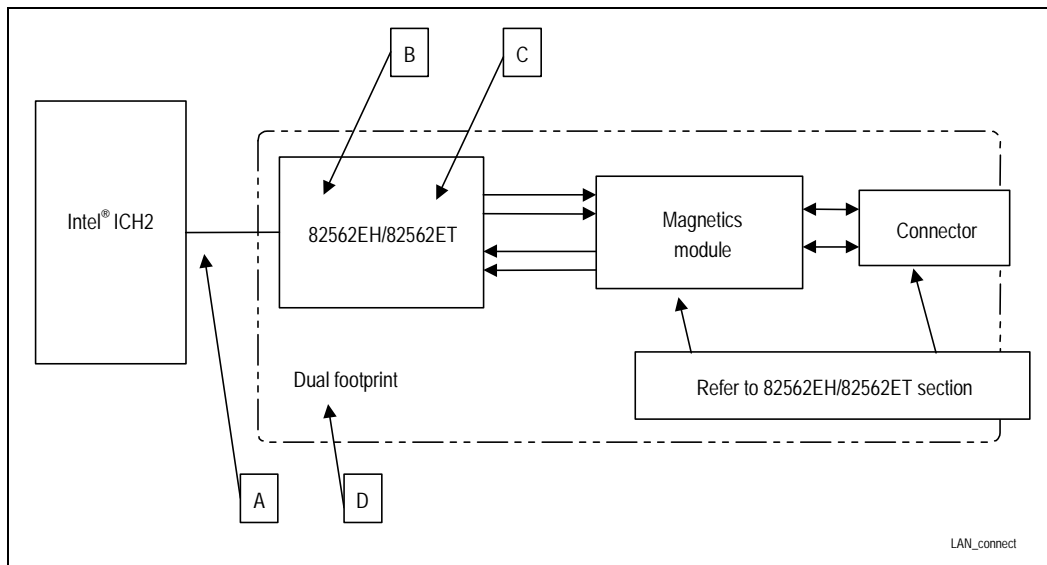 B
C
Intel® ICH2
82562EH/82562ET
Magnetics
module
Connector
Dual footprint
Refer to 82562EH/82562ET section
A
D
LAN_connect